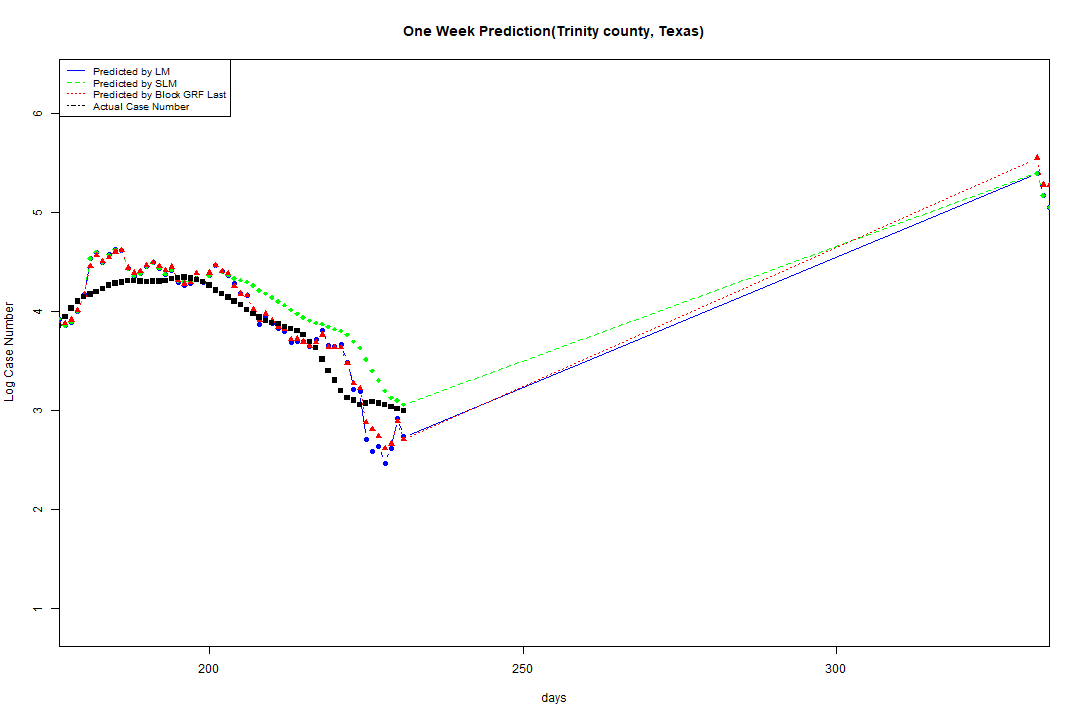 One Week Prediction(Trinity county, Texas)
Predicted by LM
Predicted by SLM
Predicted by Block GRF Last
Actual Case Number
6
5
4
3
2
1
Log Case Number
200 250 300
days